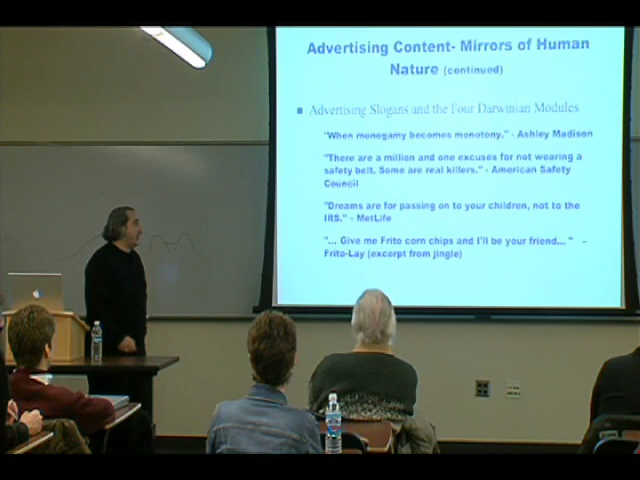 Advertising Content- Mirrors of Human
Nature (continued)
Advertising Slogans and the Four Darwinian Modules
"When monogamy becomes monotony." - Ashley Madison
"There are a million and one excuses for not wearing a
safety belt. Some are real killers." - American Safety
Council
"Dreams are for passing on to your children, not to the
IRS." - MetLife
"... Give me Frito corn chips and I'll be your friend... " –
Frito-Lay (excerpt from jingle)